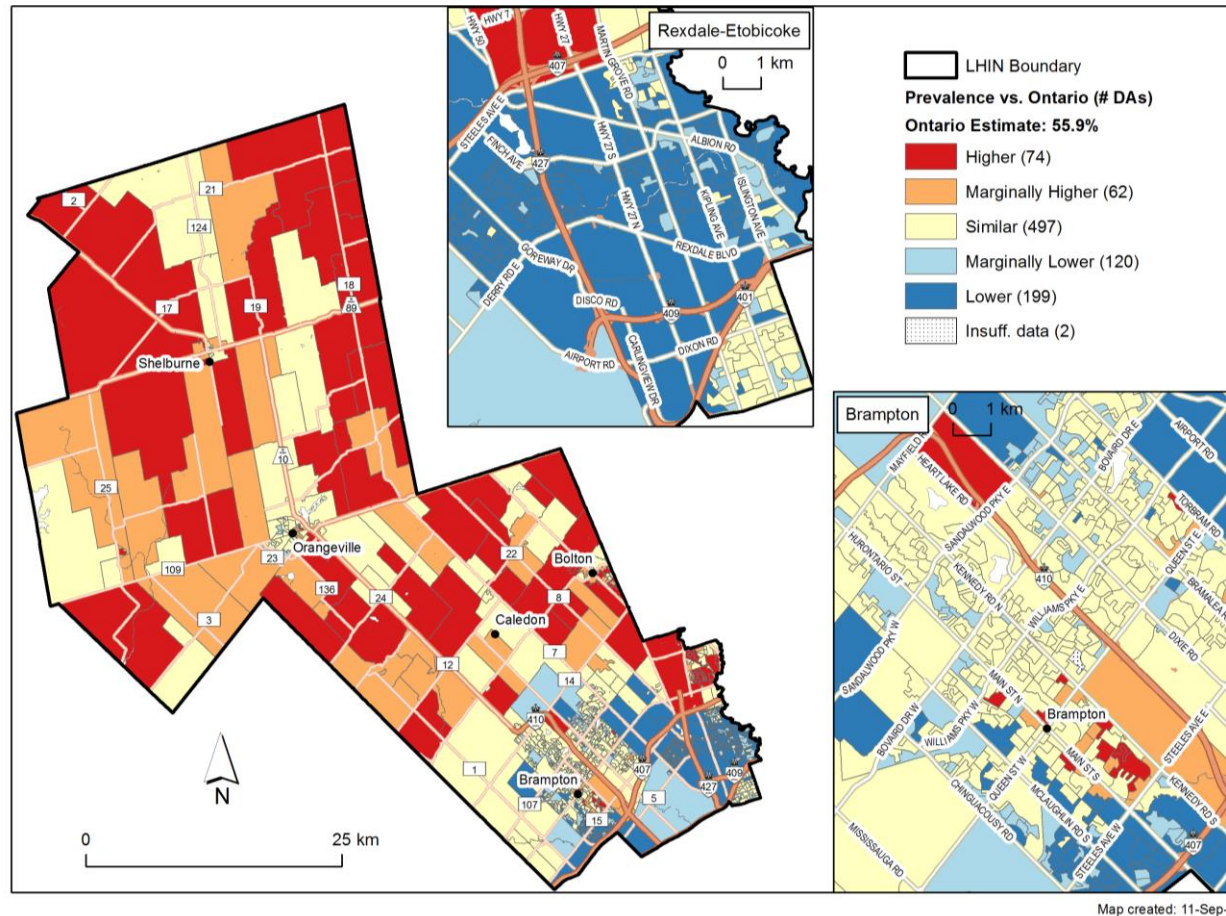 Rexdale-Etobicoke
0 1 km
HWY 50
HWY 7
HWY 27
MARTIN GROVE RD
407
STEELES AVE E
FINCH AVE
427
HWY 27 S
ALBION RD
KIPLING AVE
ISLINGTON AVE
HWY 27 N
REXDALE BLVD
GOREWAY DR
DERRY RD E
DISCO RD
401
409
AIRPORT RD
CARLINGVIEW DR
DIXON RD
LHIN Boundary
Prevalence vs. Ontario (# DAs)
Ontario Estimate: 55.9%
Higher (74)
Marginally Higher (62)
Similar (497)
Marginally Lower (120)
Lower (199)
Insuff. data (2)
2
21
124
17
19
18
89
Shelburne
10
25
Orangeville
23
109
3
136
24
22
Bolton
8
Caledon
7
12
14
410
1
Brampton
107
15
407
5
427
409
N
0 25 km
Brampton
0 1 km
MAYFIELD
HEART LAKE RD
SANDALWOOD PKY E
BOVAIRD DR E
AIRPORT RD
TORBRAM RD
QUEEN ST E
HURONTARIO ST
KENNEDY RD N
410
WILLIAMS PKY E
BRAMALEA
DIXIE RD
SANDALWOOD PKY W
MAIN ST N
BOVAIRD DR W
WILLIAMS PKY W
Brampton
STEELES AVE E
QUEEN ST W
MAIN ST S
KENNEDY RD S
CHINGUACOUSY RD
MCLAUGHLIN RD S
MISSISSAUGA RD
STEELES AVE W
407
Map created: 11-Sep-